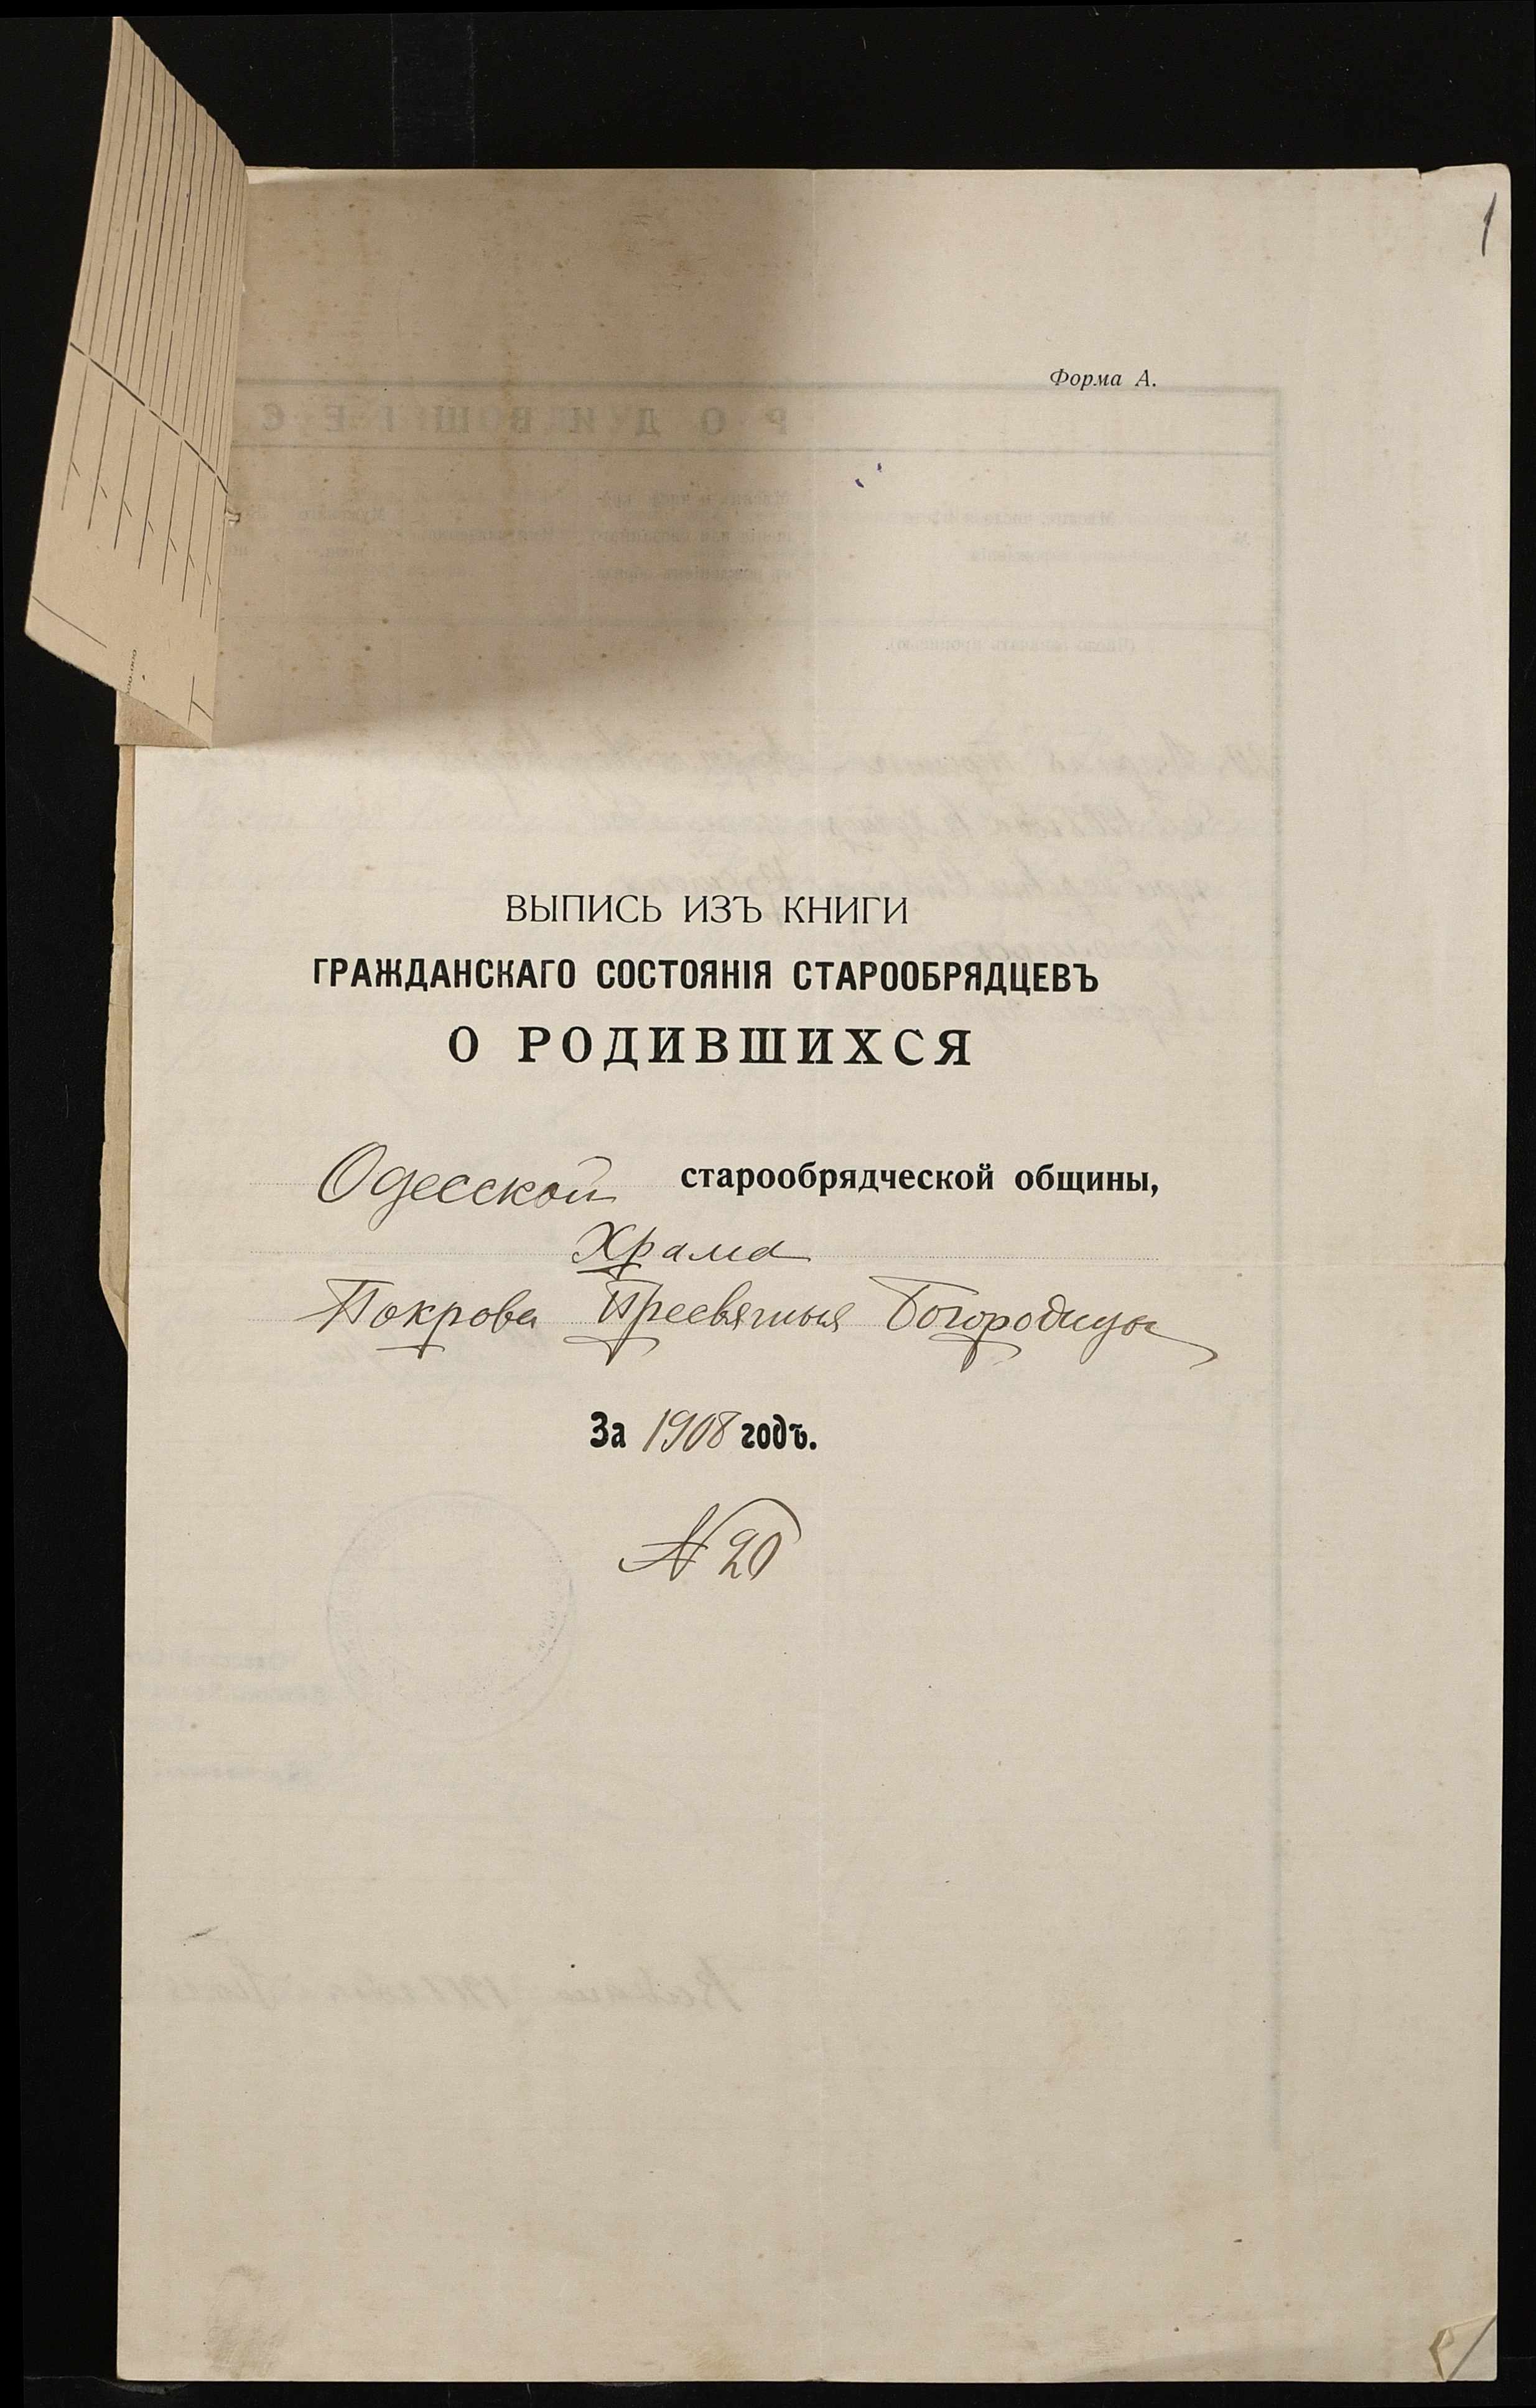 1
Форма А.
ВЫПИСЬ ИЗЪ КНИГИ
ГРАЖДАНСКАГО СОСТОЯНІЯ СТАРООБРЯДЦЕВЪ
О РОДИВШИХСЯ
Одесской старообрядческой общины,
Храма
Покрова Пресвятыя Богородицы
За 1908 годъ.
N 20